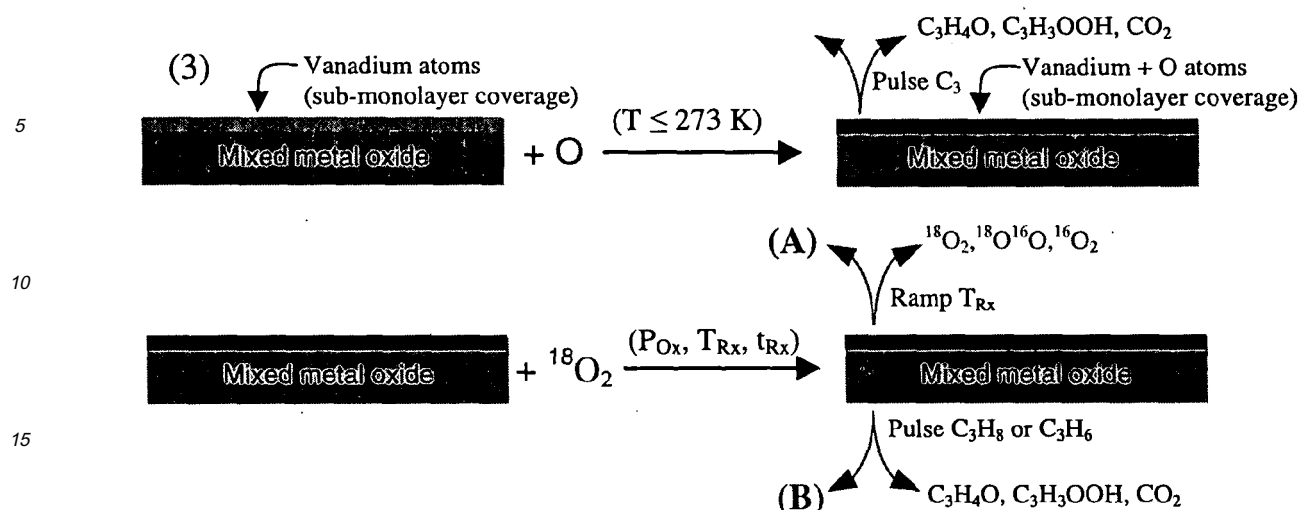 C₃H₄O, C₃H₃OOH, CO₂
(3)
Vanadium atoms
(sub-monolayer coverage)
Pulse C₃
Vanadium + O atoms
(sub-monolayer coverage)
5
Mixed metal oxide
+ O
(T ≤ 273 K)
Mixed metal oxide
(A)
¹⁸O₂, ¹⁸O¹⁶O, ¹⁶O₂
10
Ramp T_Rx
Mixed metal oxide
+ ¹⁸O₂
(P_Ox, T_Rx, t_Rx)
Mixed metal oxide
15
Pulse C₃H₈ or C₃H₆
(B)
C₃H₄O, C₃H₃OOH, CO₂